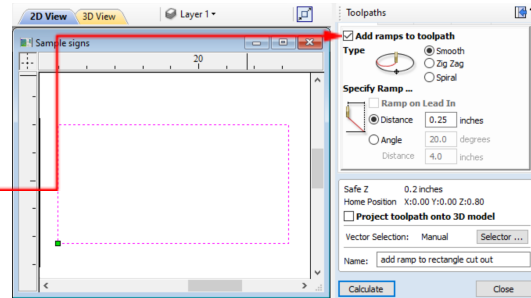 2D View 3D View Layer 1
Sample signs
20
Toolpaths
Add ramps to toolpath
Type
Smooth
Zig Zag
Spiral
Specify Ramp ...
Ramp on Lead In
Distance 0.25 inches
Angle 20.0 degrees
Distance 4.0 inches
Safe Z 0.2 inches
Home Position X:0.00 Y:0.00 Z:0.80
Project toolpath onto 3D model
Vector Selection: Manual Selector ...
Name: add ramp to rectangle cut out
Calculate Close